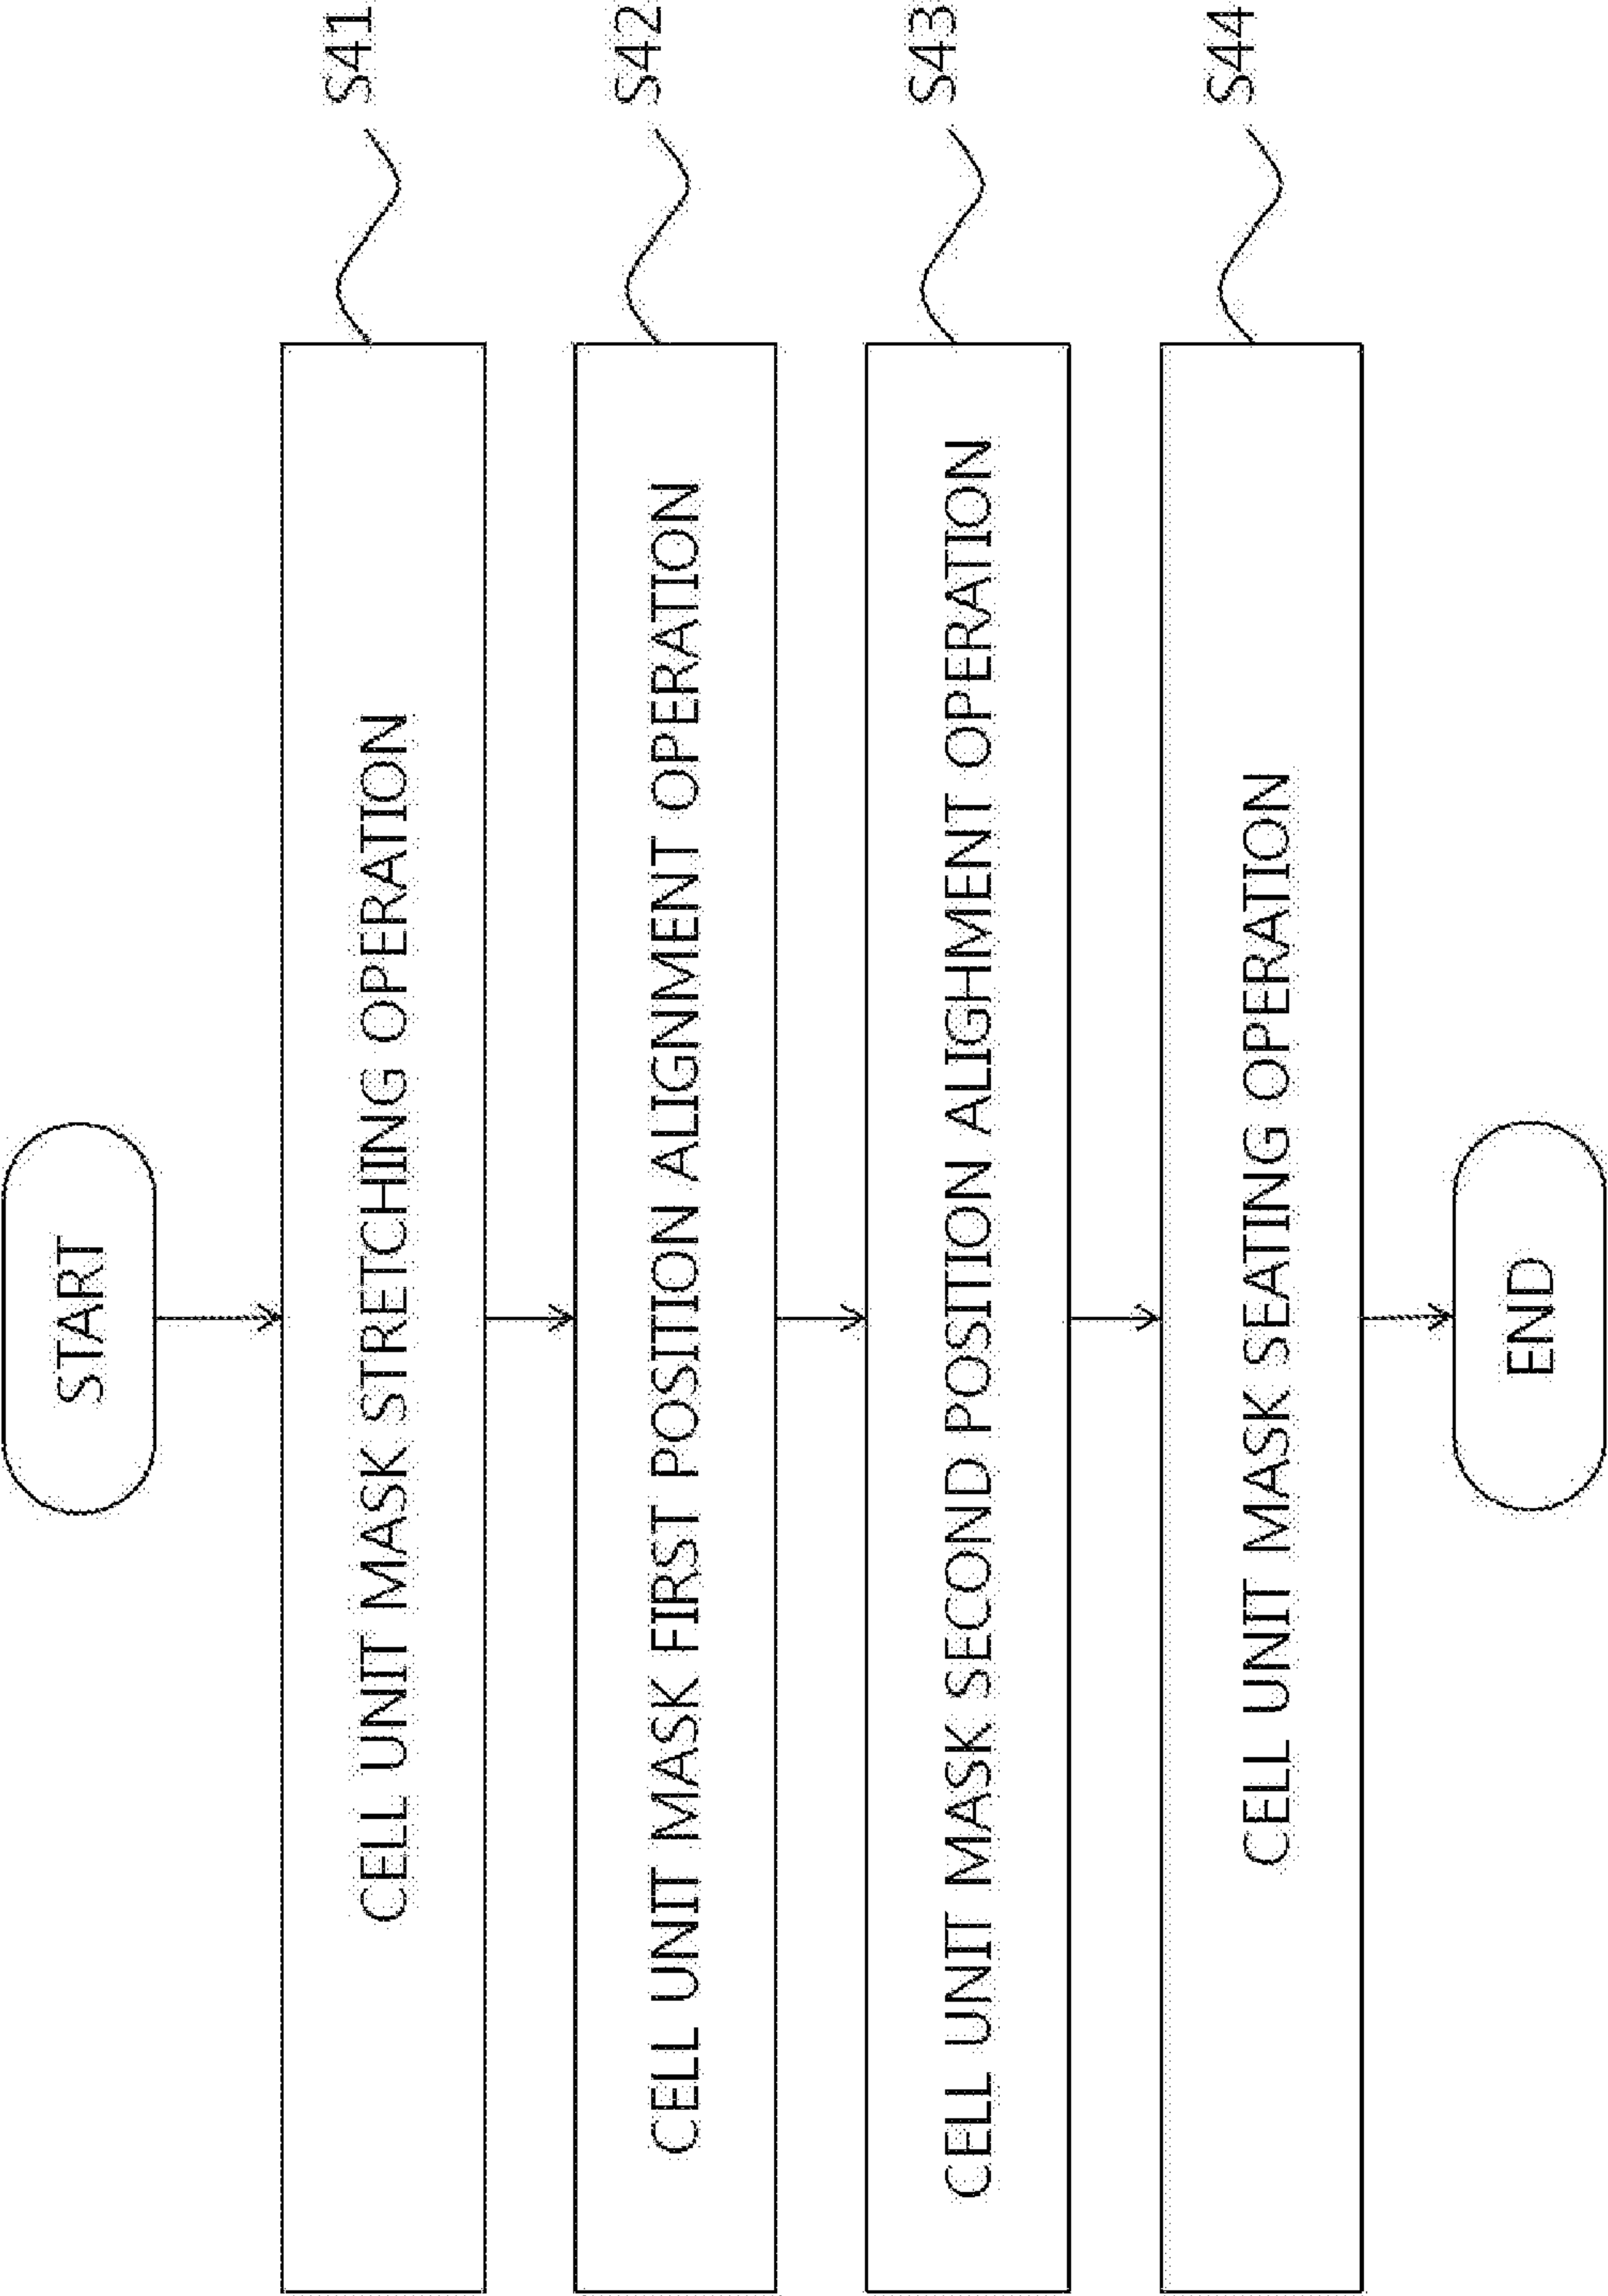 START
CELL UNIT MASK STRETCHING OPERATION
S41
CELL UNIT MASK FIRST POSITION ALIGNMENT OPERATION
S42
CELL UNIT MASK SECOND POSITION ALIGHMENT OPERATION
S43
CELL UNIT MASK SEATING OPERATION
S44
END